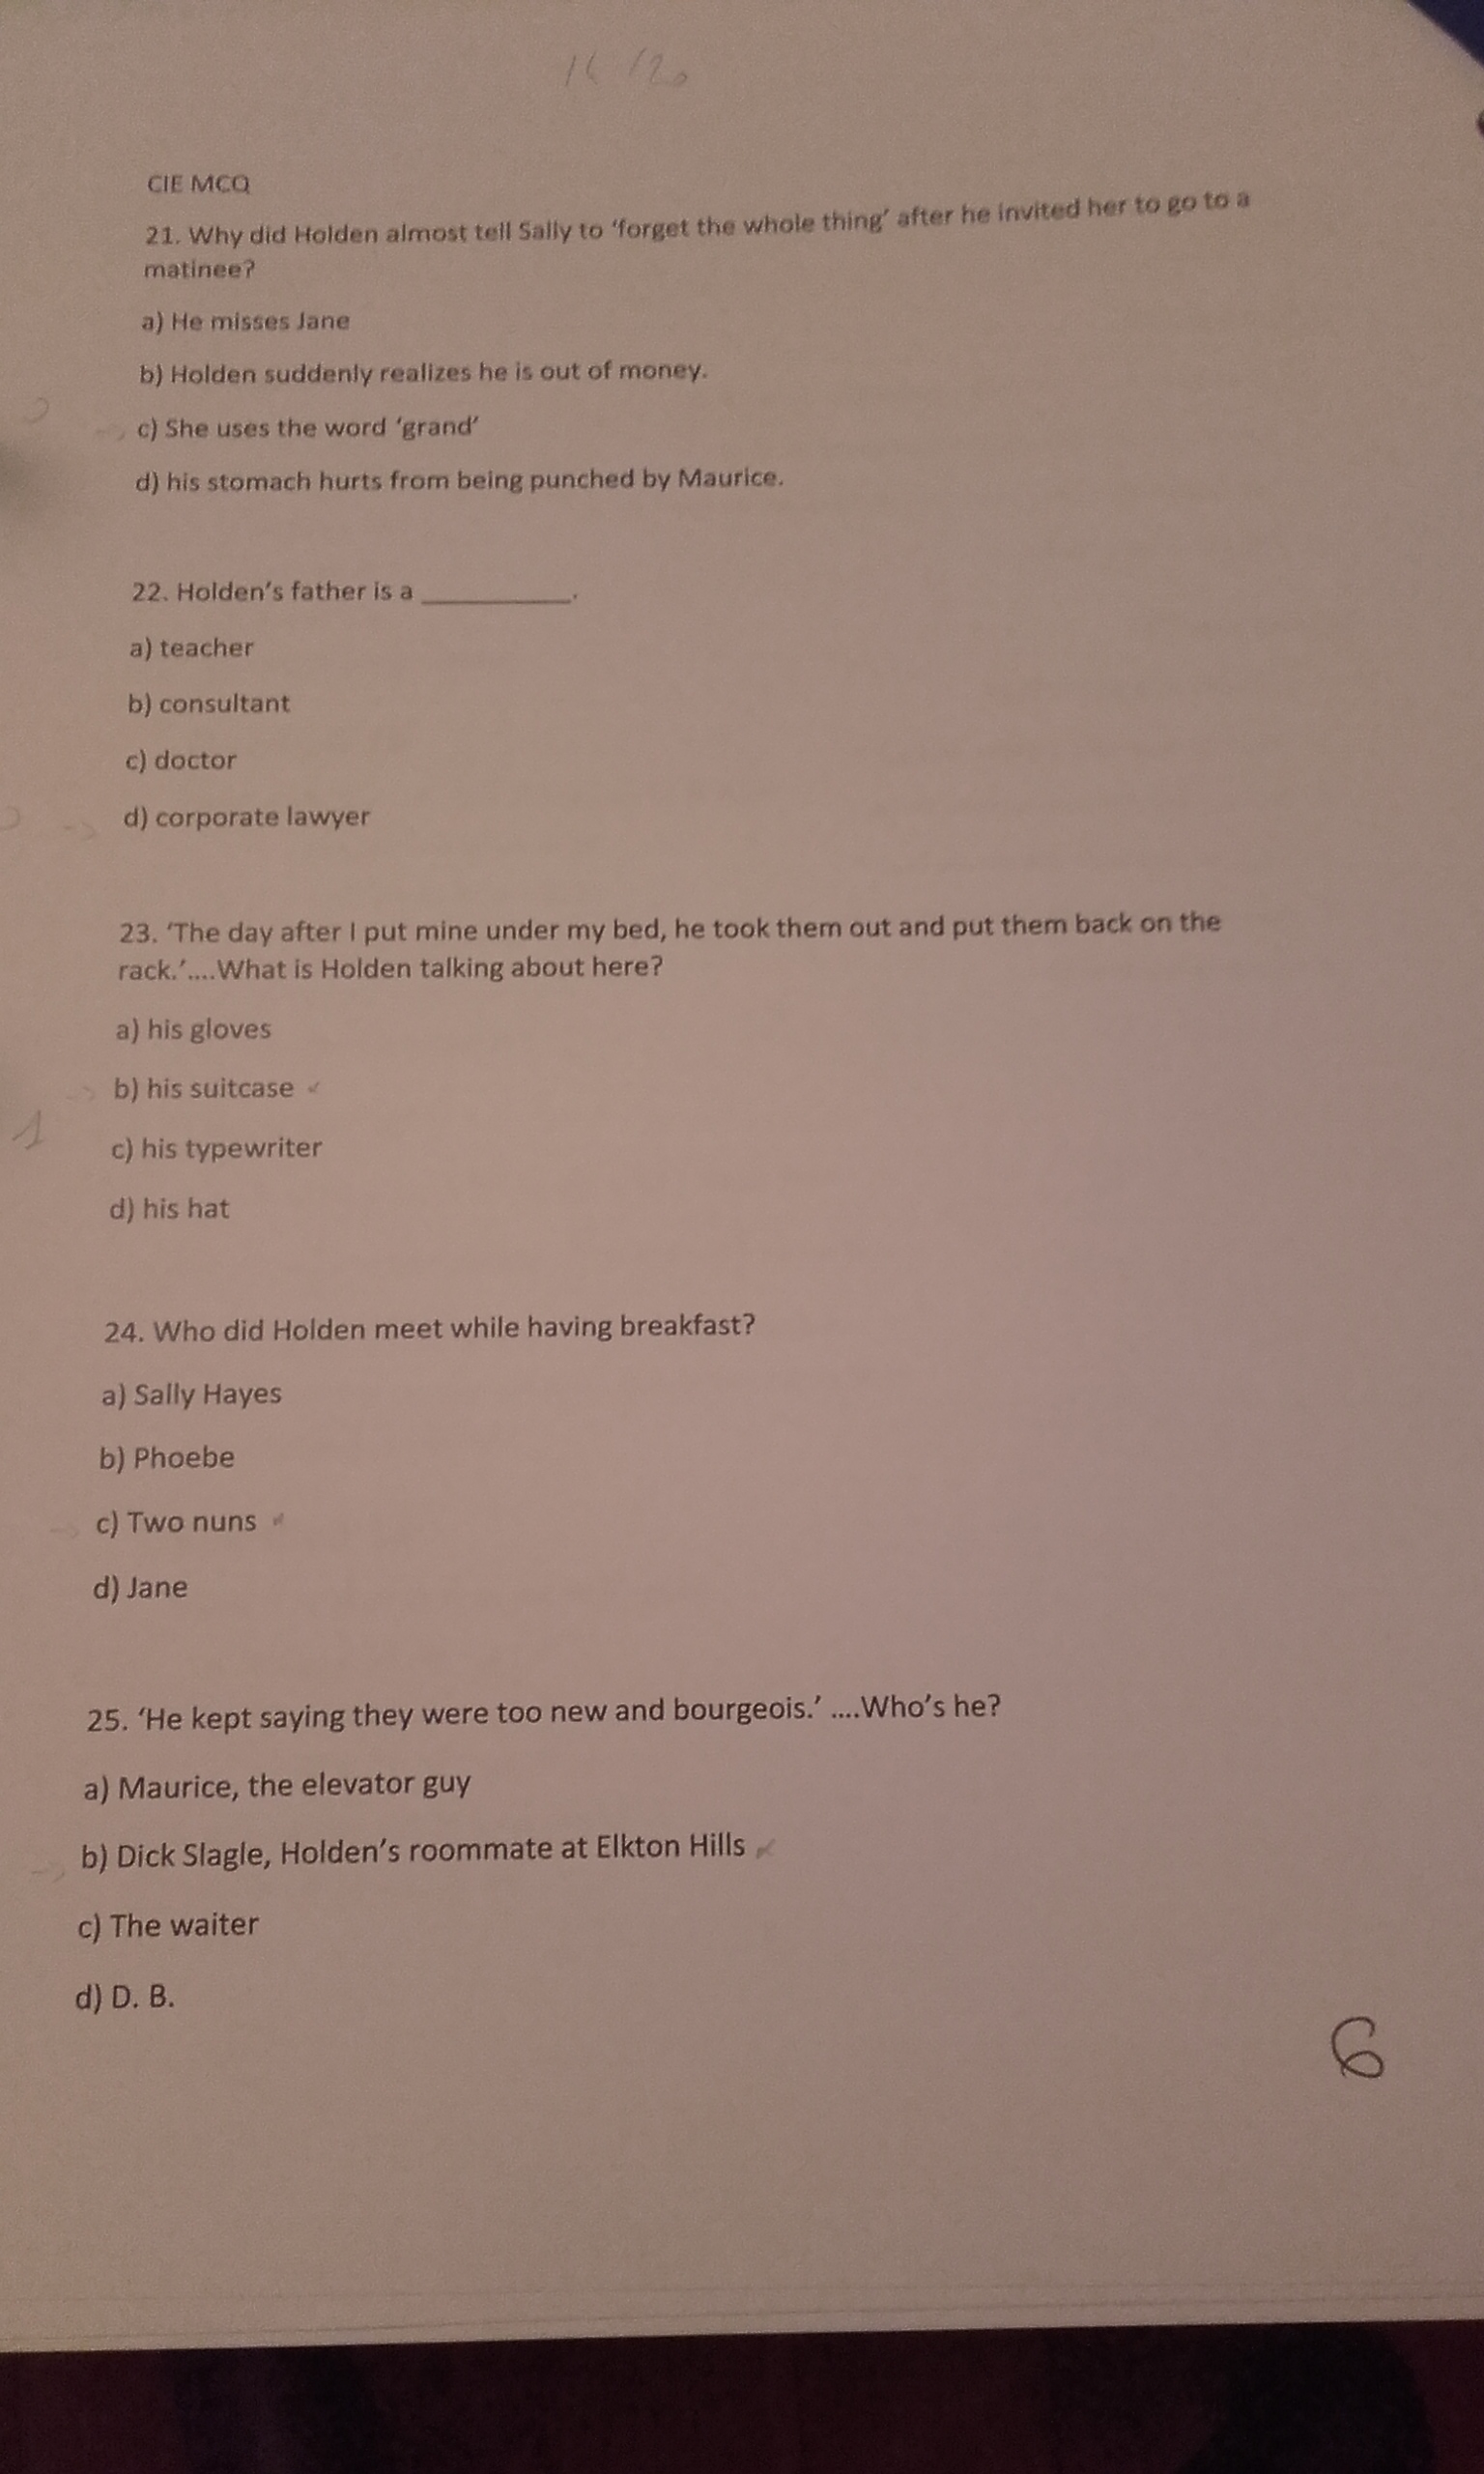 /20
CIE MCQ
21. Why did Holden almost tell Sally to ‘forget the whole thing’ after he invited her to go to a
matinee?
a) He misses Jane
b) Holden suddenly realizes he is out of money.
c) She uses the word ‘grand’
d) his stomach hurts from being punched by Maurice.
22. Holden’s father is a __________.
a) teacher
b) consultant
c) doctor
d) corporate lawyer
23. ‘The day after I put mine under my bed, he took them out and put them back on the
rack.’....What is Holden talking about here?
a) his gloves
b) his suitcase ✓
1
c) his typewriter
d) his hat
24. Who did Holden meet while having breakfast?
a) Sally Hayes
b) Phoebe
c) Two nuns ✓
d) Jane
25. ‘He kept saying they were too new and bourgeois.’ ....Who’s he?
a) Maurice, the elevator guy
b) Dick Slagle, Holden’s roommate at Elkton Hills ✓
c) The waiter
d) D. B.
6